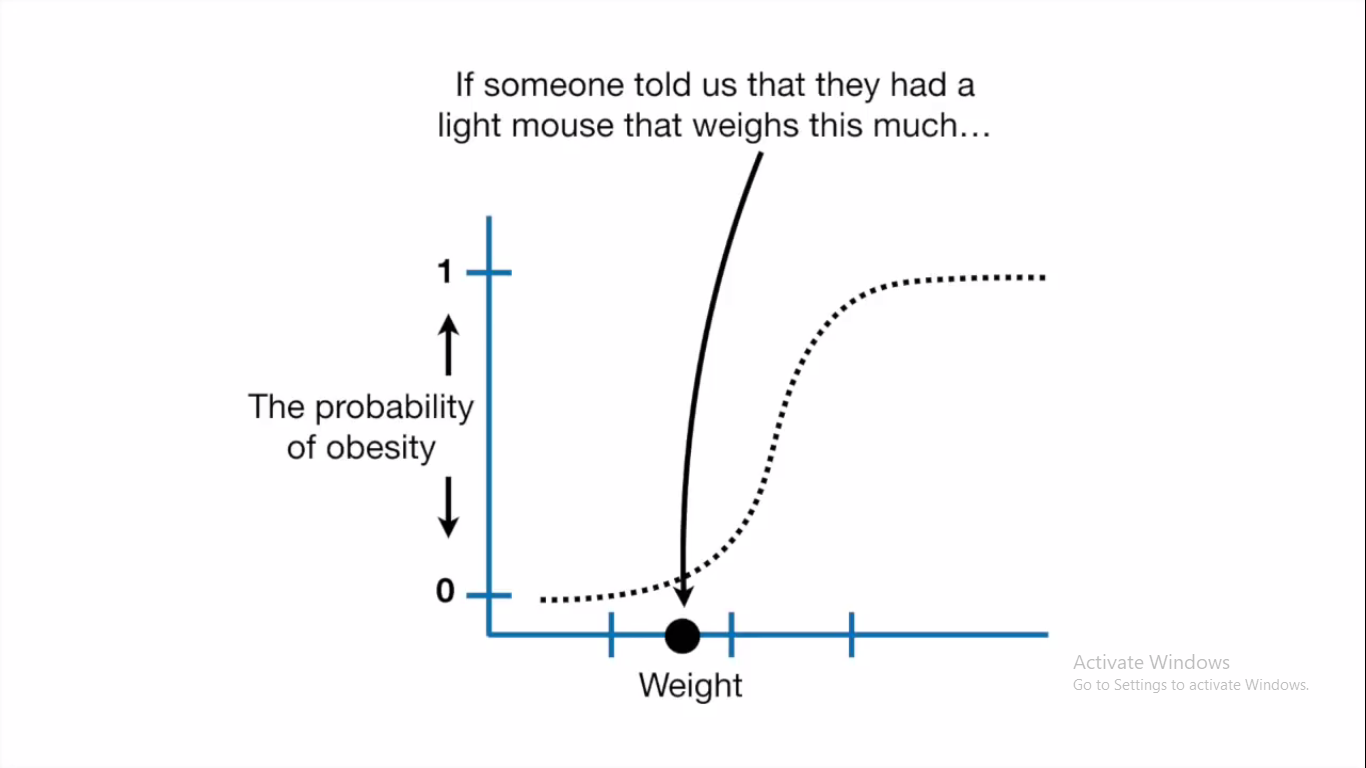 If someone told us that they had a
light mouse that weighs this much…
1
The probability
of obesity
0
Weight
Activate Windows
Go to Settings to activate Windows.